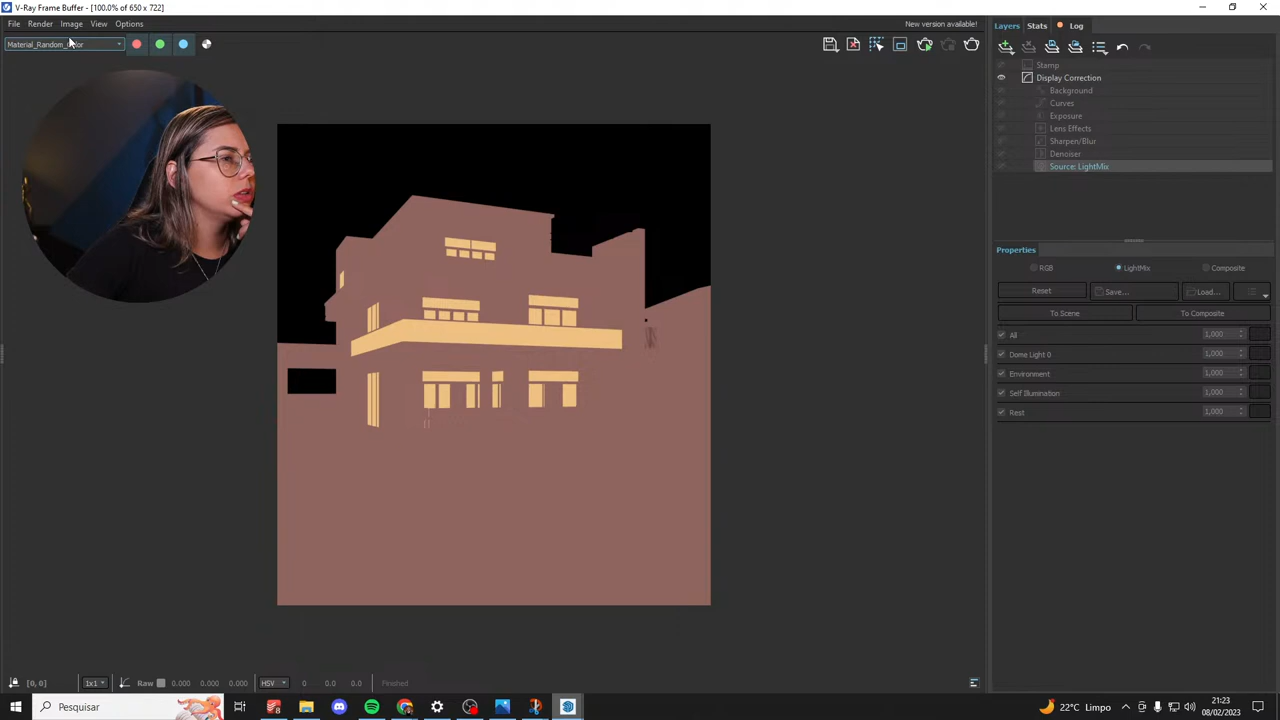 V-Ray Frame Buffer - [100.0% of 650 x 722]
File Render Image View Options
New version available!
Material_Random_Color
Layers Stats Log
Stamp
Display Correction
Background
Curves
Exposure
Lens Effects
Sharpen/Blur
Denoiser
Source: LightMix
Properties
RGB LightMix Composite
Reset Save... Load...
To Scene To Composite
All 1,000
Dome Light 0 1,000
Environment 1,000
Self Illumination 1,000
Rest 1,000
[0, 0] 1x1 Raw 0.000 0.000 0.000 HSV 0 0.0 0.0 Finished
Pesquisar
22°C Limpo
21:23
03/02/2023